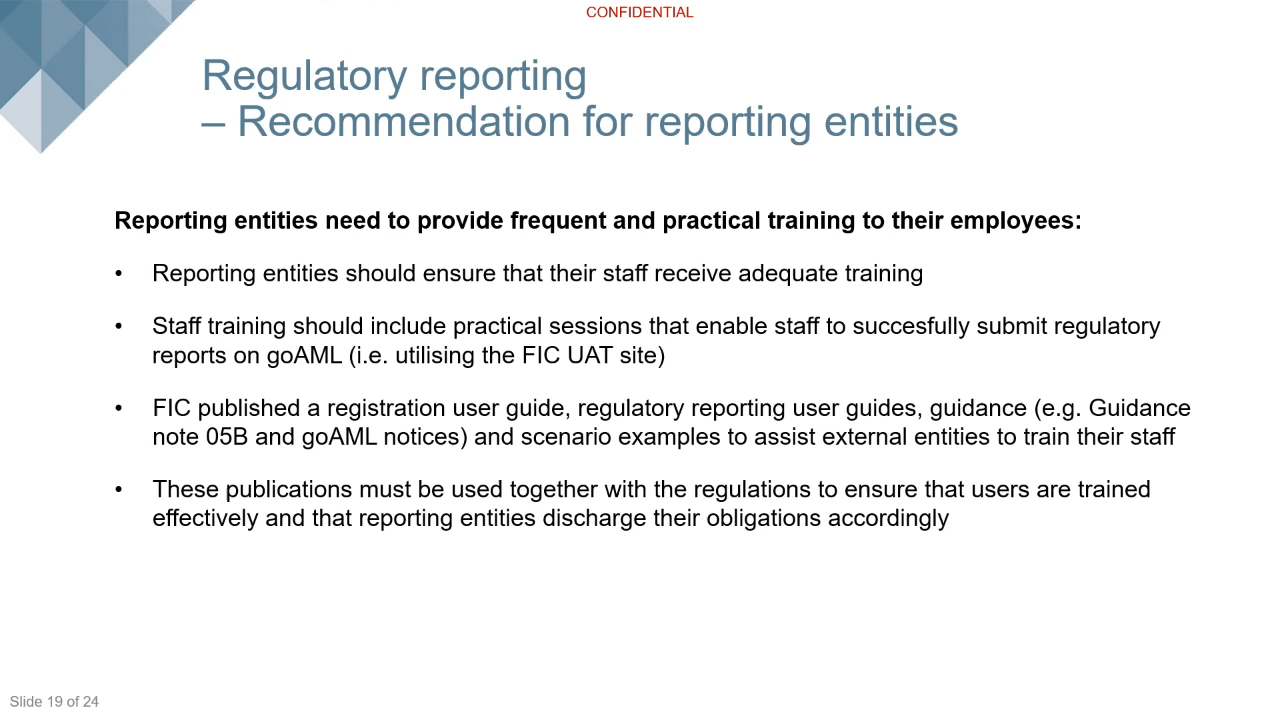 CONFIDENTIAL
Regulatory reporting
– Recommendation for reporting entities
Reporting entities need to provide frequent and practical training to their employees:
• Reporting entities should ensure that their staff receive adequate training
• Staff training should include practical sessions that enable staff to succesfully submit regulatory
reports on goAML (i.e. utilising the FIC UAT site)
• FIC published a registration user guide, regulatory reporting user guides, guidance (e.g. Guidance
note 05B and goAML notices) and scenario examples to assist external entities to train their staff
• These publications must be used together with the regulations to ensure that users are trained
effectively and that reporting entities discharge their obligations accordingly
Slide 19 of 24